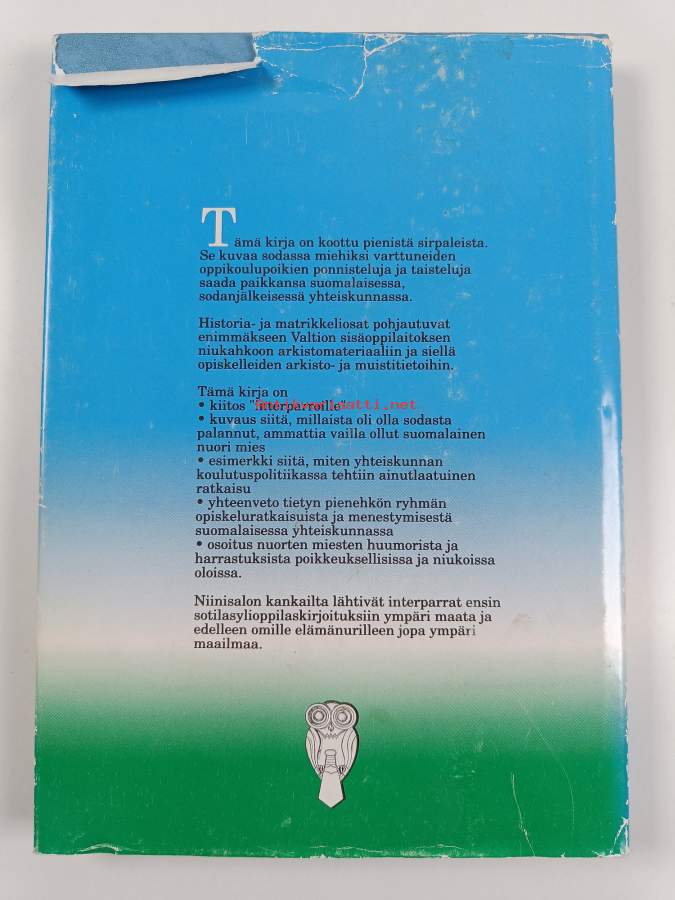 Tämä kirja on koottu pienistä sirpaleista.
Se kuvaa sodassa miehiksi varttuneiden
oppikoulupoikien ponnisteluja ja taisteluja
saada paikkansa suomalaisessa,
sodanjälkeisessä yhteiskunnassa.
Historia- ja matrikkeliosat pohjautuvat
enimmäkseen Valtion sisäoppilaitoksen
niukahkoon arkistomateriaaliin ja siellä
opiskelleiden arkisto- ja muistitietoihin.
Tämä kirja on
• kiitos "interparroille"
• kuvaus siitä, millaista oli olla sodasta
palannut, ammattia vailla ollut suomalainen
nuori mies
• esimerkki siitä, miten yhteiskunnan
koulutuspolitiikassa tehtiin ainutlaatuinen
ratkaisu
• yhteenveto tietyn pienehkön ryhmän
opiskeluratkaisuista ja menestymisestä
suomalaisessa yhteiskunnassa
• osoitus nuorten miesten huumorista ja
harrastuksista poikkeuksellisissa ja niukoissa
oloissa.
Niinisalon kankailta lähtivät interparrat ensin
sotilasylioppilaskirjoituksiin ympäri maata ja
edelleen omille elämänurilleen jopa ympäri
maailmaa.